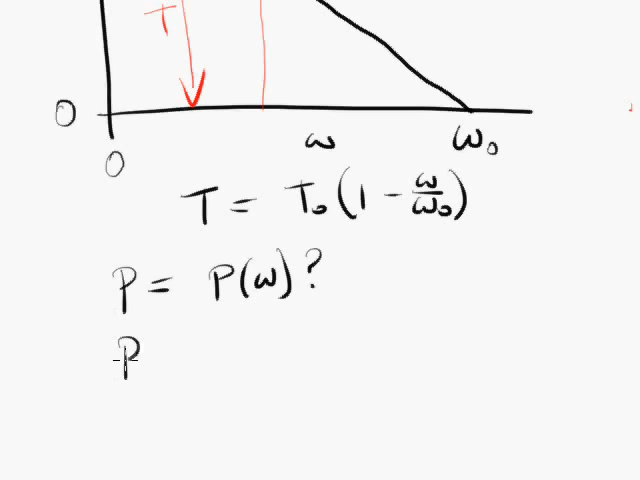 T
0
ω ω₀
0
T = T₀(1 - ω/ω₀)
P = P(ω)?
P